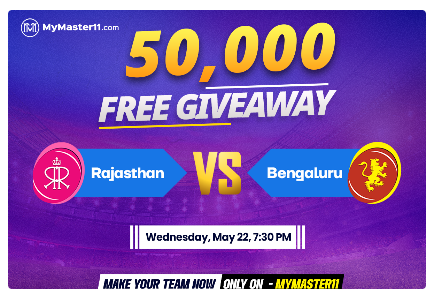 MyMaster11.com
50,000
FREE GIVEAWAY
Rajasthan VS Bengaluru
Wednesday, May 22, 7:30 PM
MAKE YOUR TEAM NOW ONLY ON - MYMASTER11